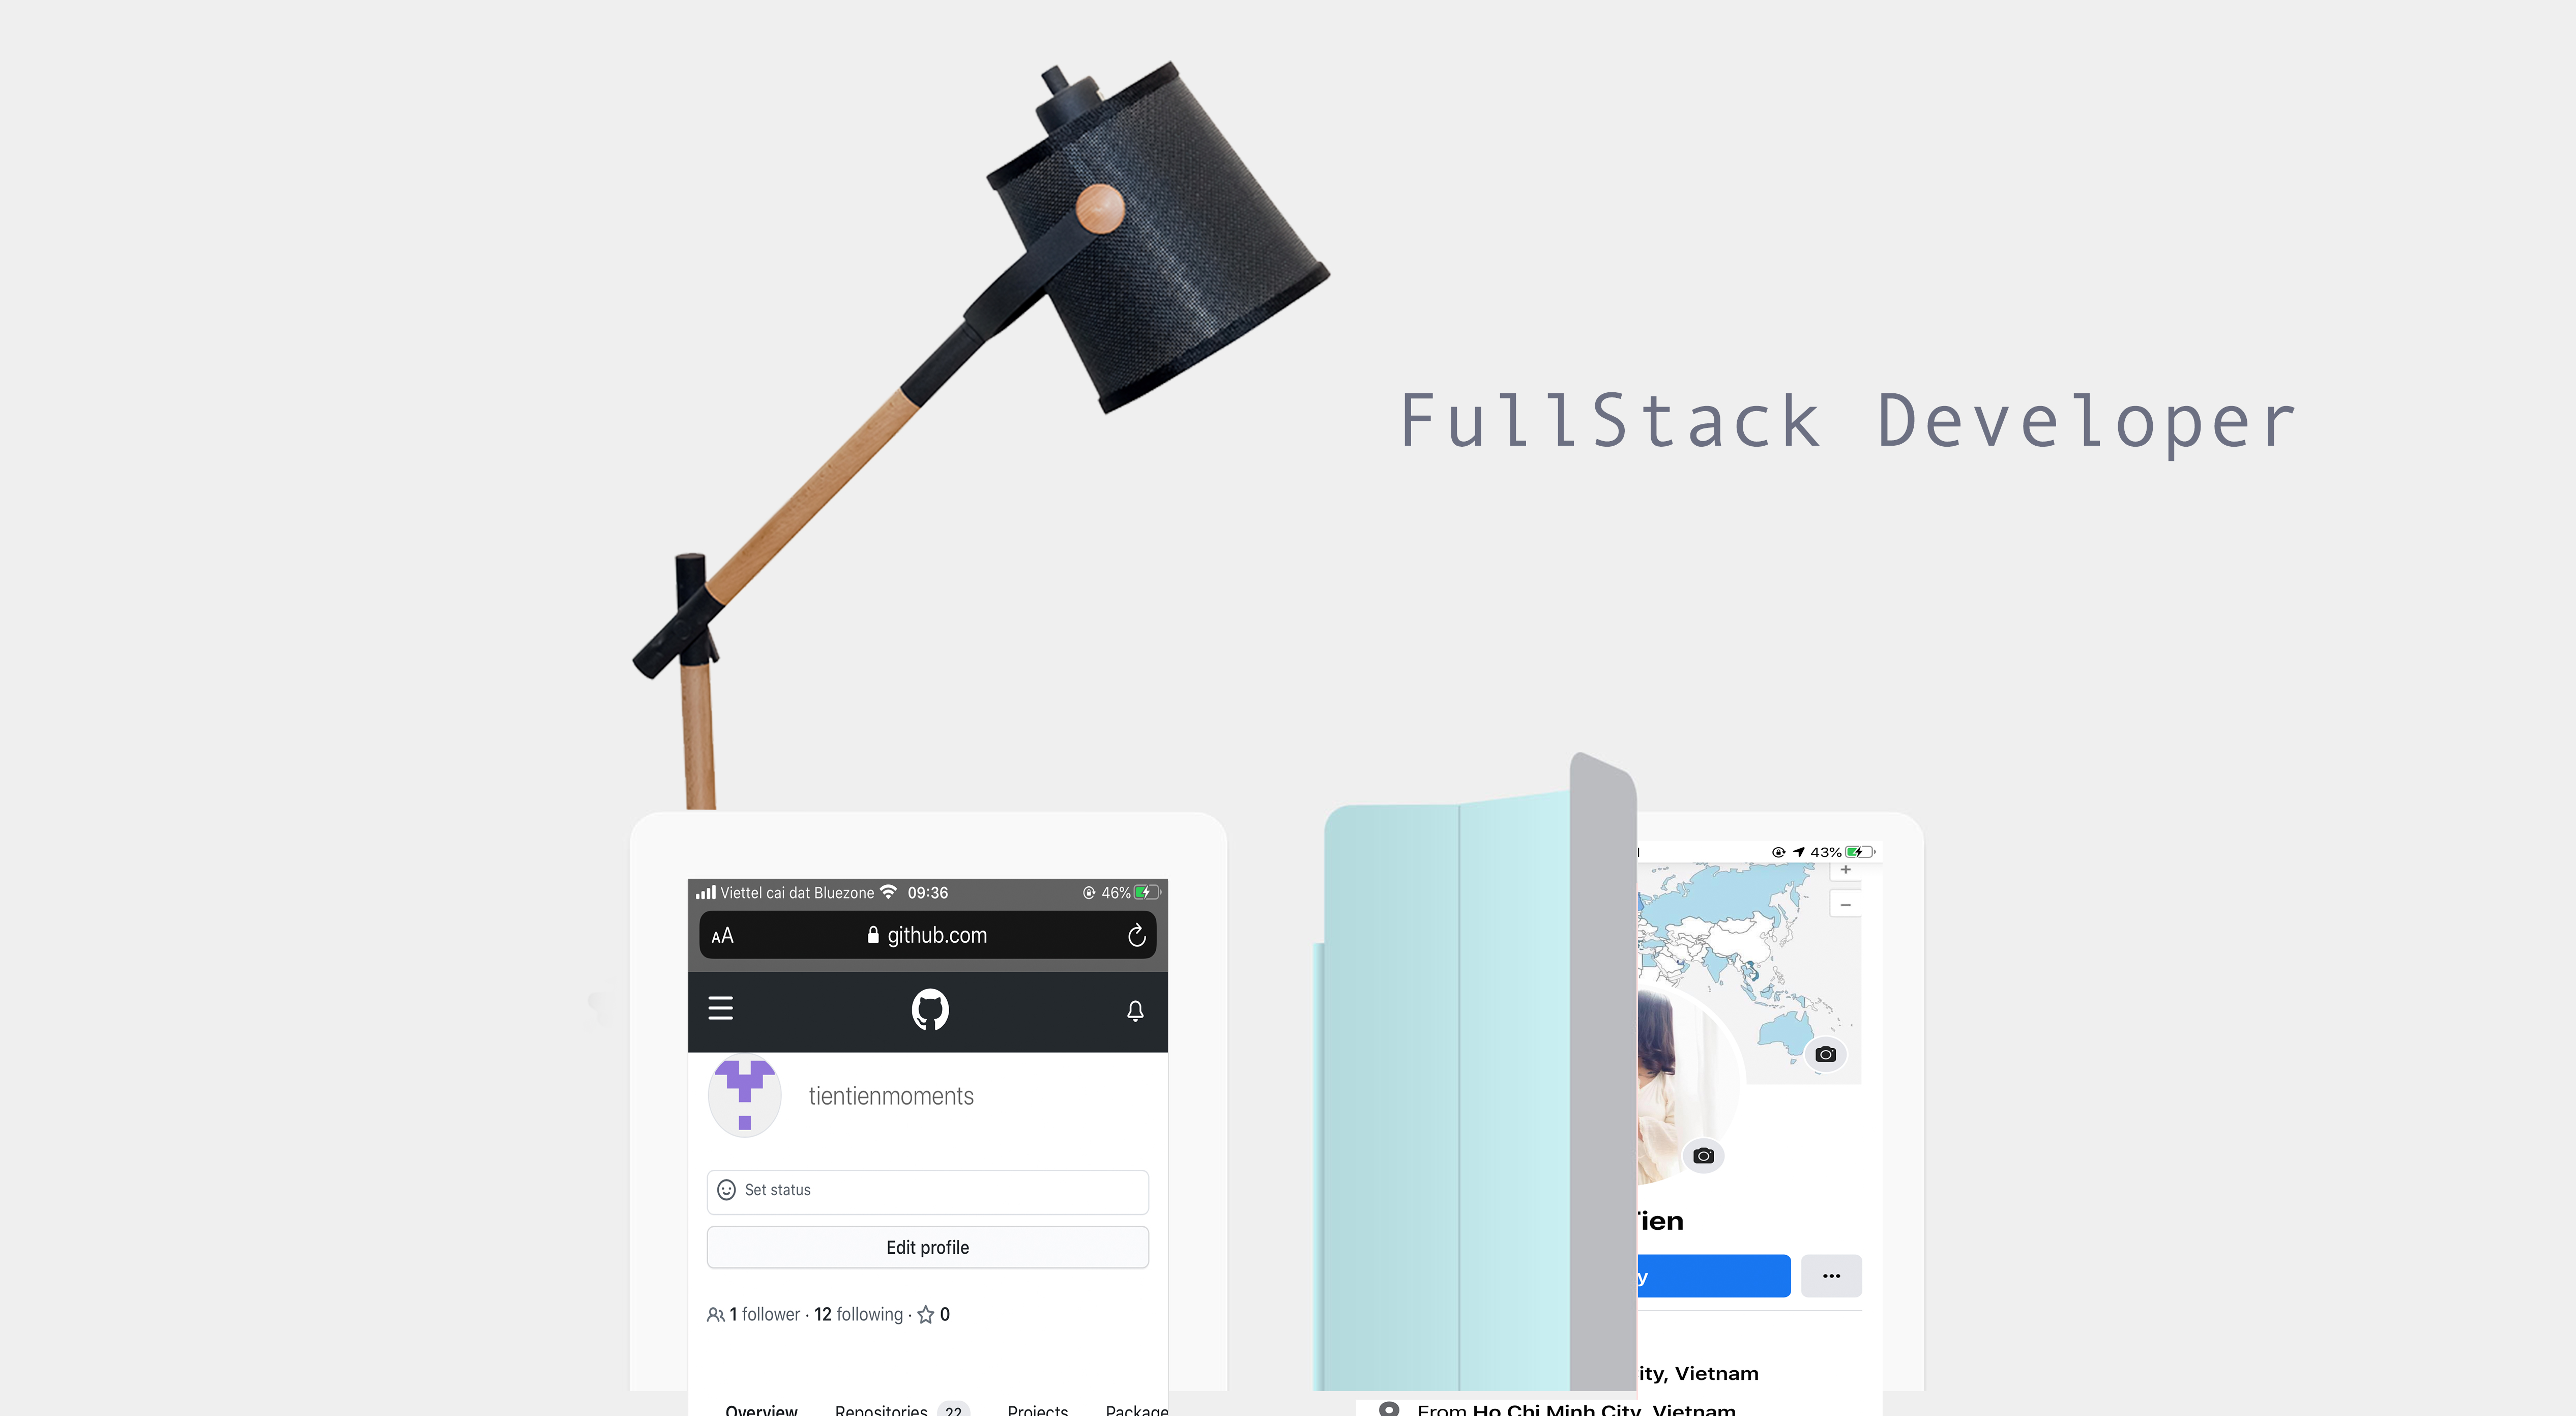 FullStack Developer
Viettel cai dat Bluezone 09:36 46%
AA github.com
tientienmoments
Set status
Edit profile
1 follower · 12 following · 0
Overview Repositories 22 Projects Package
43%
+
−
ien
y
ity, Vietnam
From Ho Chi Minh City, Vietnam